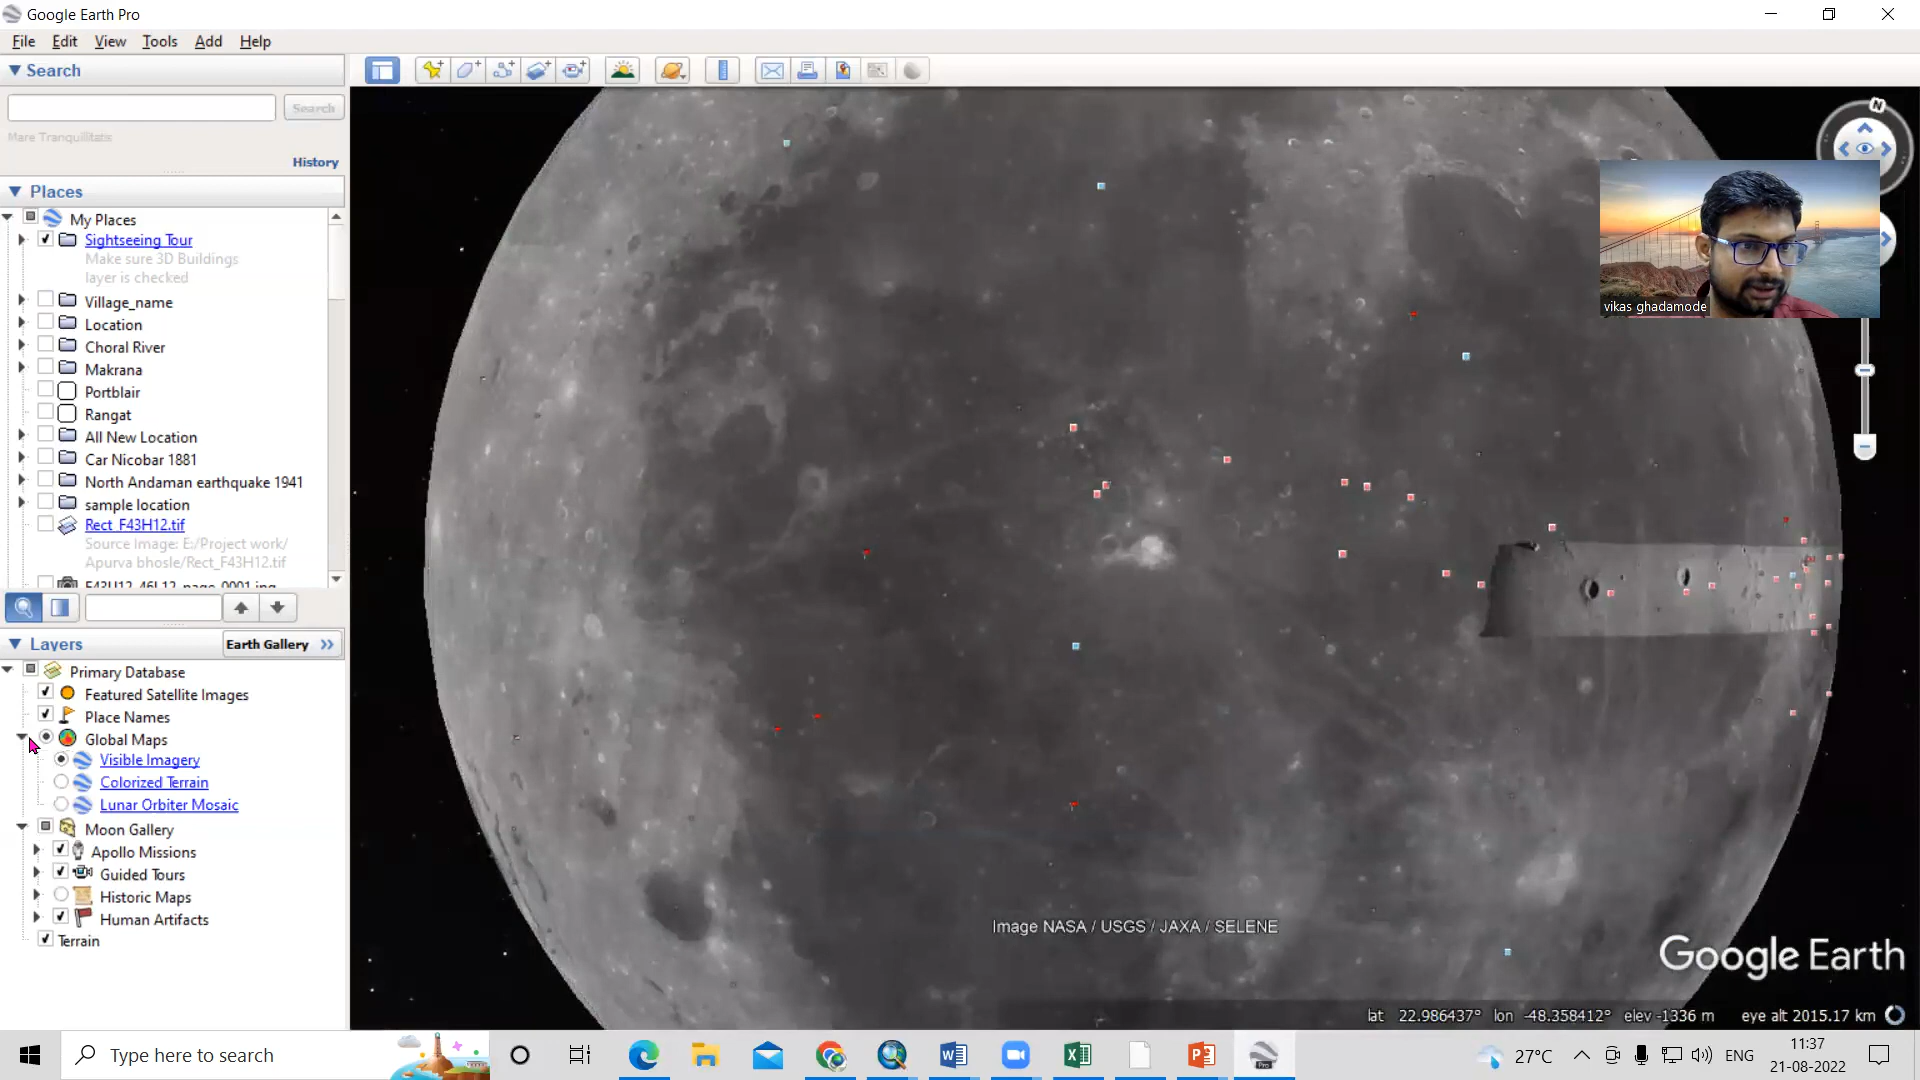 Google Earth Pro
File Edit View Tools Add Help
Search
Search
Mare Tranquillitatis
History
Places
My Places
Sightseeing Tour
Make sure 3D Buildings
layer is checked
Village_name
Location
Choral River
Makrana
Portblair
Rangat
All New Location
Car Nicobar 1881
North Andaman earthquake 1941
sample location
Rect_F43H12.tif
Source Image: E:/Project work/
Apurva bhosle/Rect_F43H12.tif
Layers
Earth Gallery >>
Primary Database
Featured Satellite Images
Place Names
Global Maps
Visible Imagery
Colorized Terrain
Lunar Orbiter Mosaic
Moon Gallery
Apollo Missions
Guided Tours
Historic Maps
Human Artifacts
Terrain
N
vikas ghadamode
Image NASA / USGS / JAXA / SELENE
Google Earth
lat 22.986437° lon -48.358412° elev -1336 m eye alt 2015.17 km
Type here to search
27°C
ENG
11:37
21-08-2022